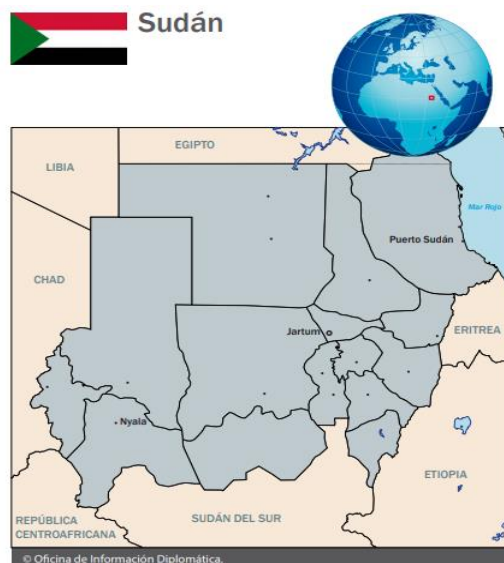 Sudán
EGIPTO
LIBIA
Mar Rojo
Puerto Sudán
CHAD
ERITREA
Jartum
Nyala
ETIOPIA
REPÚBLICA
CENTROAFRICANA
SUDÁN DEL SUR
© Oficina de Información Diplomática.